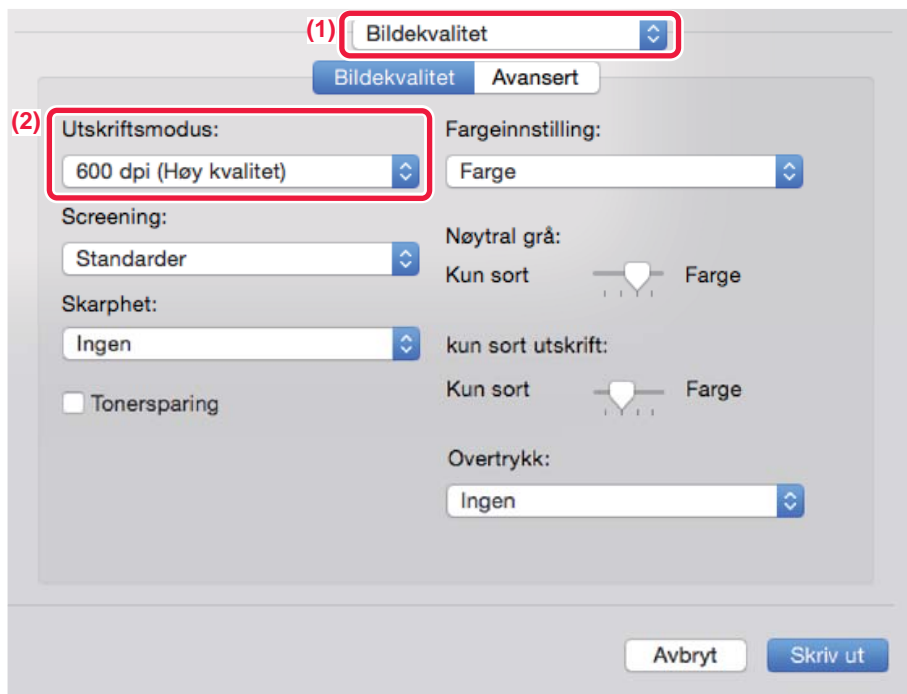 (1) Bildekvalitet
Bildekvalitet Avansert
(2) Utskriftsmodus:
600 dpi (Høy kvalitet)
Screening:
Standarder
Skarphet:
Ingen
Tonersparing
Fargeinnstilling:
Farge
Nøytral grå:
Kun sort Farge
kun sort utskrift:
Kun sort Farge
Overtrykk:
Ingen
Avbryt Skriv ut